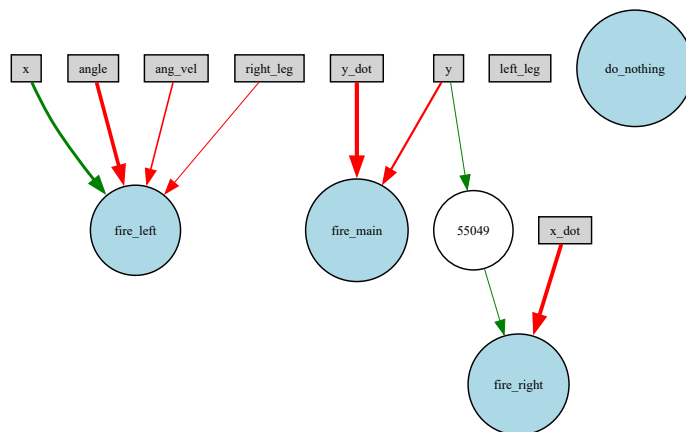 x
angle
ang_vel
right_leg
y_dot
y
left_leg
do_nothing
fire_left
fire_main
55049
x_dot
fire_right